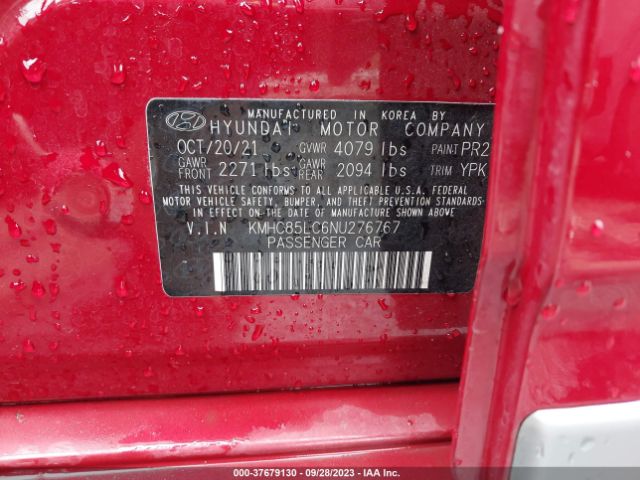 MANUFACTURED IN KOREA BY
HYUNDAI MOTOR COMPANY
OCT/20/21 GVWR 4079 lbs PAINT PR2
GAWR FRONT 2271 lbs GAWR REAR 2094 lbs TRIM YPK
THIS VEHICLE CONFORMS TO ALL APPLICABLE U.S.A. FEDERAL
MOTOR VEHICLE SAFETY, BUMPER, AND THEFT PREVENTION
STANDARDS IN EFFECT ON THE DATE OF MANUFACTURE
V.I.N KMHC85LC6NU276767
PASSENGER CAR
000-37679130 - 09/28/2023 - IAA Inc.